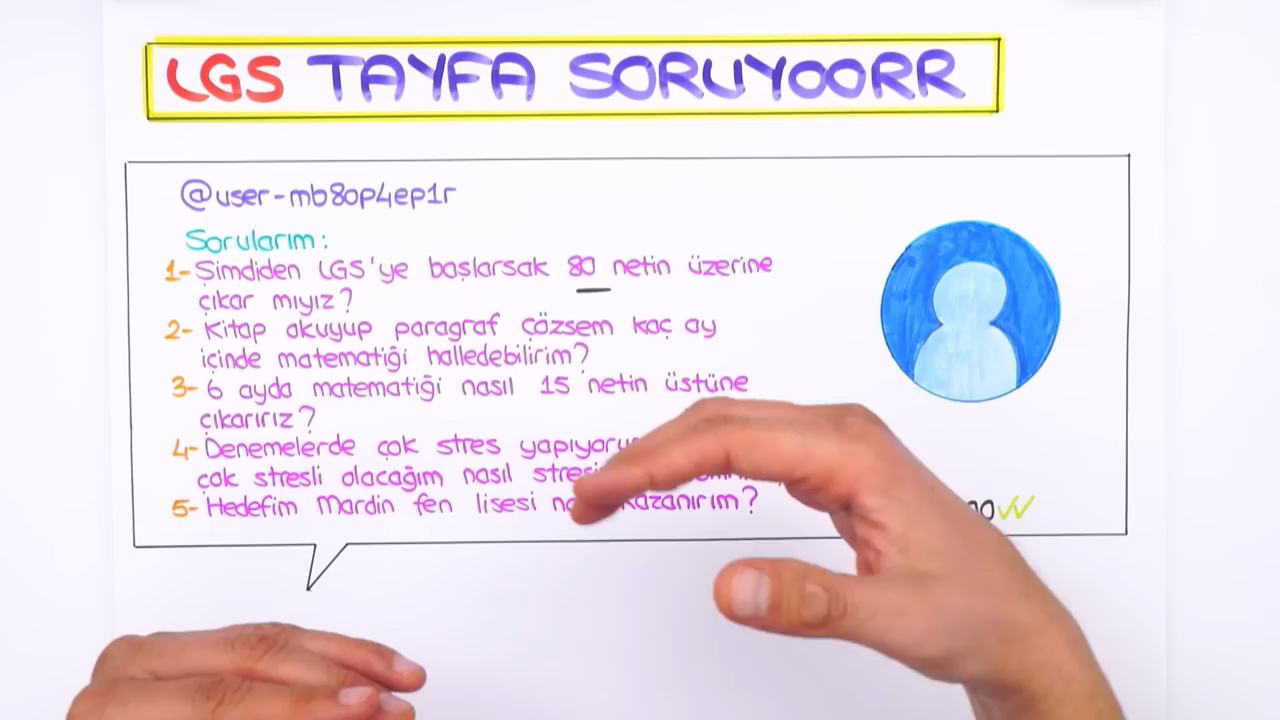 LGS TAYFA SORUYOORR
@user-mb8op4ep1r
Sorularım:
1- Şimdiden LGS'ye başlarsak 80 netin üzerine
çıkar mıyız?
2- Kitap okuyup paragraf çözsem kaç ay
içinde matematiği halledebilirim?
3- 6 ayda matematiği nasıl 15 netin üstüne
çıkarırız?
4- Denemelerde çok stres
çok stresli olacağım nasıl
5- Hedefim Mardin fen lisesi kazanırım?